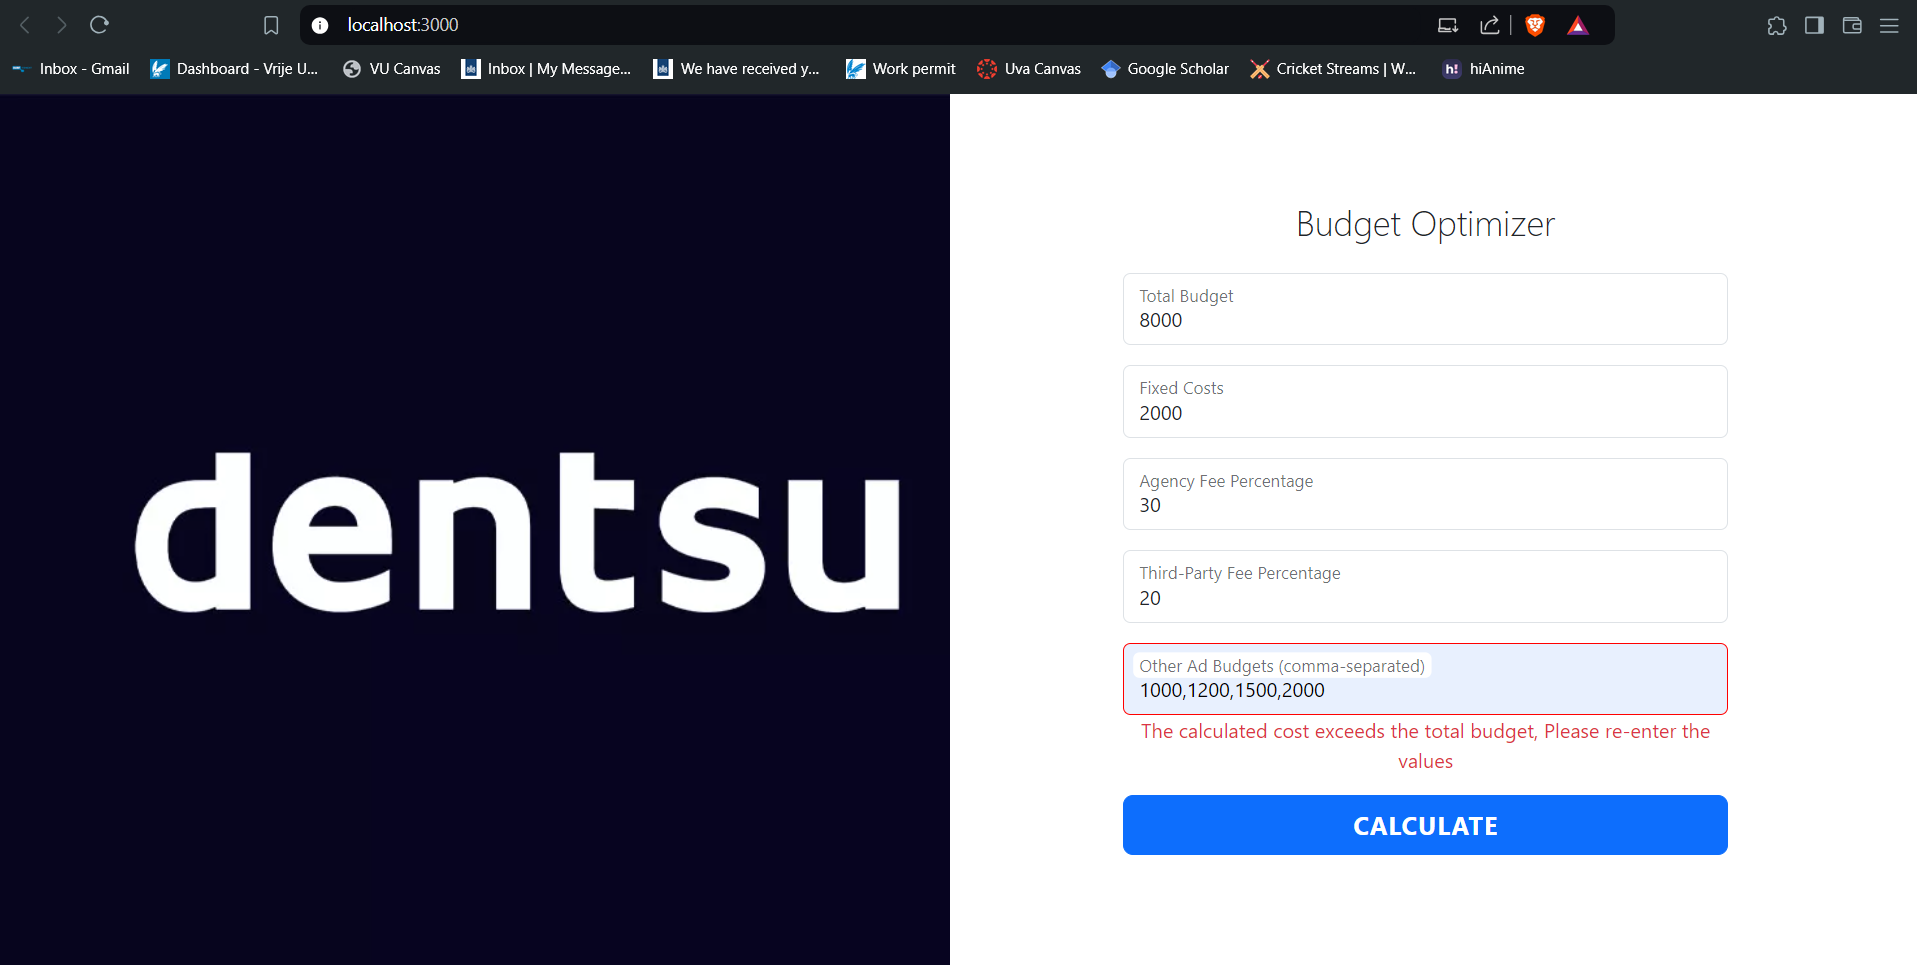 localhost:3000
Inbox - Gmail
Dashboard - Vrije U...
VU Canvas
Inbox | My Message...
We have received y...
Work permit
Uva Canvas
Google Scholar
Cricket Streams | W...
h!
hiAnime
dentsu
Budget Optimizer
Total Budget
8000
Fixed Costs
2000
Agency Fee Percentage
30
Third-Party Fee Percentage
20
Other Ad Budgets (comma-separated)
1000,1200,1500,2000
The calculated cost exceeds the total budget, Please re-enter the
values
CALCULATE